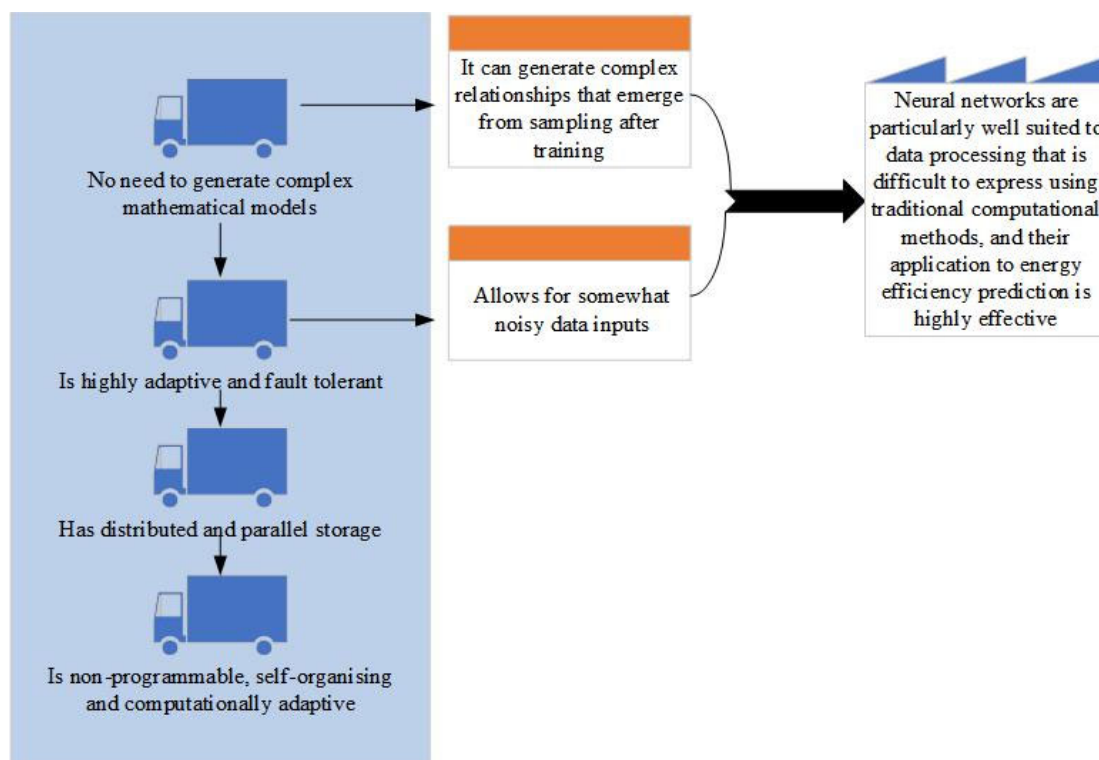 No need to generate complex
mathematical models
Is highly adaptive and fault tolerant
Has distributed and parallel storage
Is non-programmable, self-organising
and computationally adaptive
It can generate complex
relationships that emerge
from sampling after
training
Allows for somewhat
noisy data inputs
Neural networks are
particularly well suited to
data processing that is
difficult to express using
traditional computational
methods, and their
application to energy
efficiency prediction is
highly effective